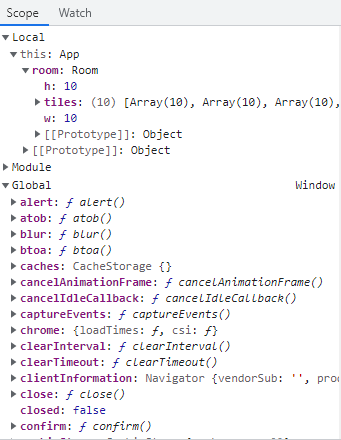 Scope Watch
Local
this: App
room: Room
h: 10
tiles: (10) [Array(10), Array(10), Array(10),
w: 10
[[Prototype]]: Object
[[Prototype]]: Object
Module
Global Window
alert: ƒ alert()
atob: ƒ atob()
blur: ƒ blur()
btoa: ƒ btoa()
caches: CacheStorage {}
cancelAnimationFrame: ƒ cancelAnimationFrame()
cancelIdleCallback: ƒ cancelIdleCallback()
captureEvents: ƒ captureEvents()
chrome: {loadTimes: ƒ, csi: ƒ}
clearInterval: ƒ clearInterval()
clearTimeout: ƒ clearTimeout()
clientInformation: Navigator {vendorSub: '', 
close: ƒ close()
closed: false
confirm: ƒ confirm()